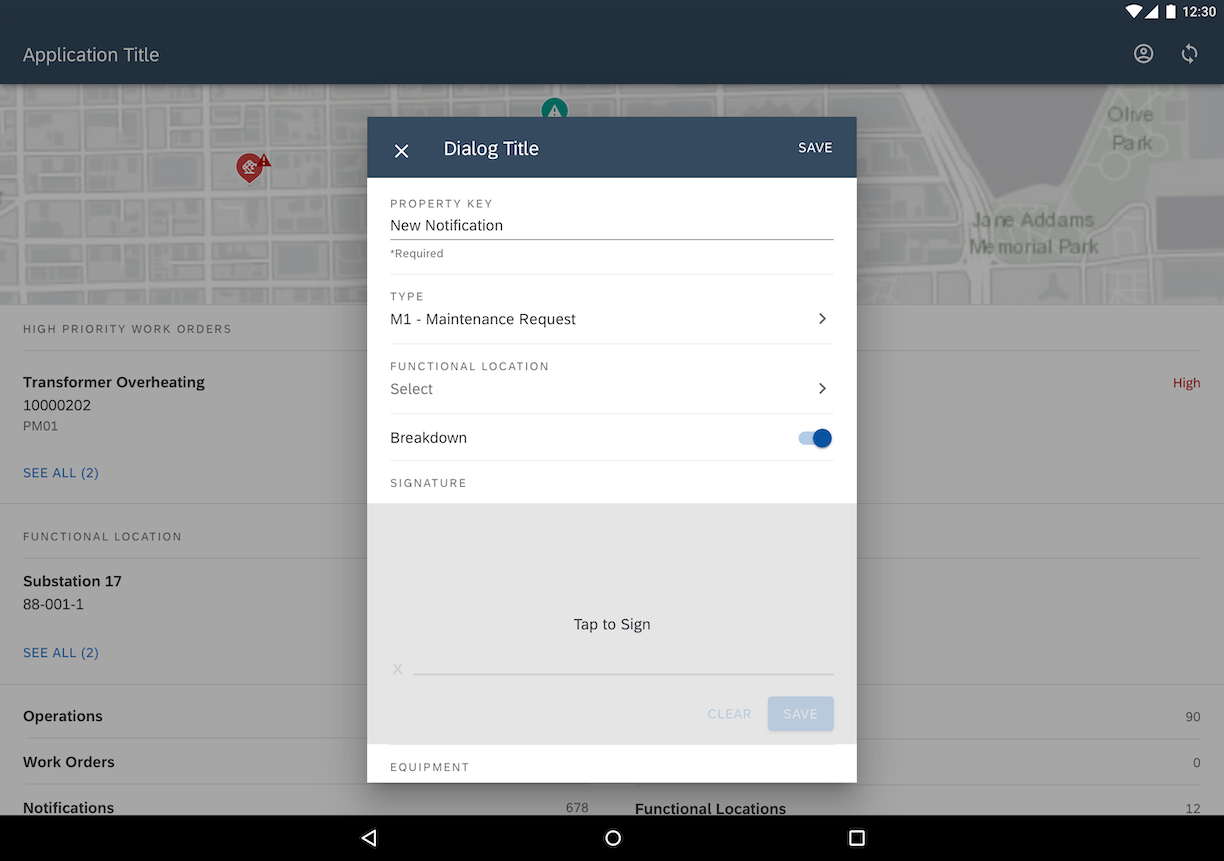 12:30
Application Title
Olive
Park
Jane Addams
Memorial Park
Dialog Title
SAVE
PROPERTY KEY
New Notification
*Required
TYPE
M1 - Maintenance Request
FUNCTIONAL LOCATION
Select
Breakdown
SIGNATURE
Tap to Sign
X
CLEAR
SAVE
EQUIPMENT
HIGH PRIORITY WORK ORDERS
Transformer Overheating
High
10000202
PM01
SEE ALL (2)
FUNCTIONAL LOCATION
Substation 17
88-001-1
SEE ALL (2)
Operations
90
Work Orders
0
Notifications
678
Functional Locations
12